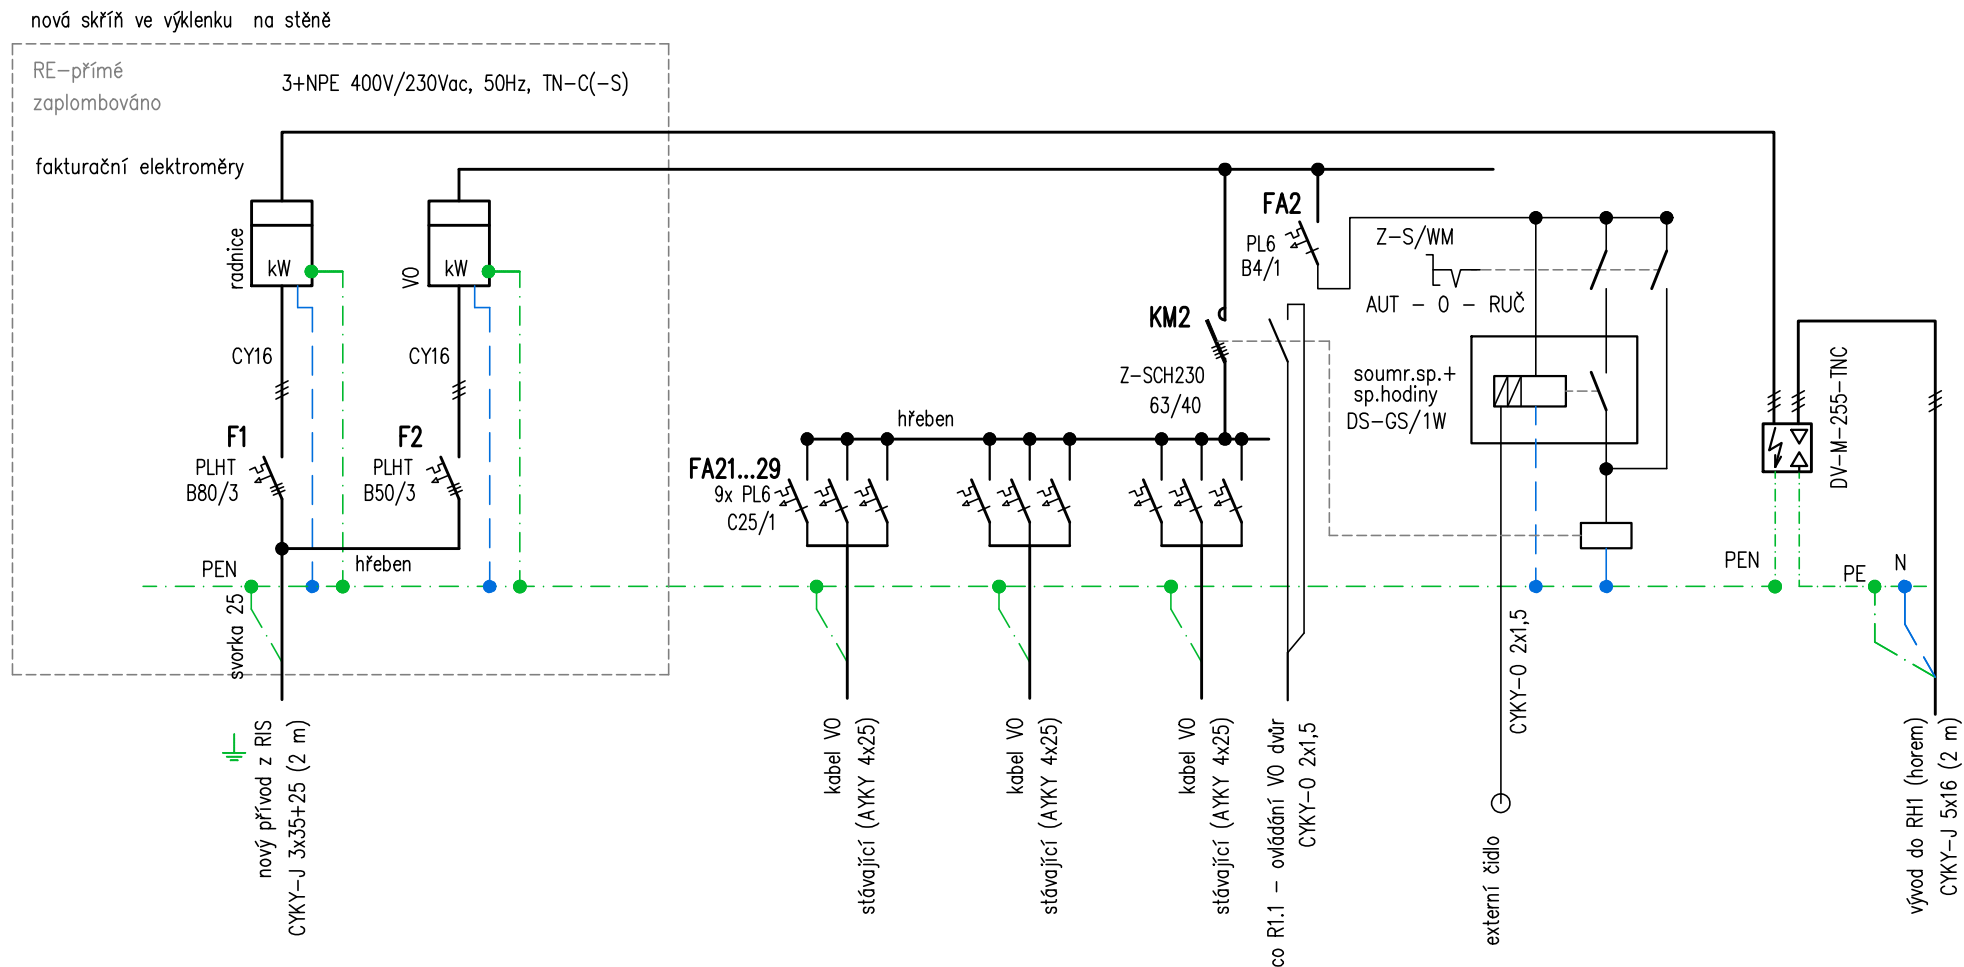 nová skříň ve výklenku na stěně
RE-přímé
zaplombováno
3+NPE 400V/230Vac, 50Hz, TN-C(-S)
fakturační elektroměry
radnice
kW
VO
kW
CY16
CY16
F1
PLHT
B80/3
F2
PLHT
B50/3
hřeben
PEN
svorka 25
nový přívod z RIS
CYKY-J 3x35+25 (2 m)
FA21...29
9x PL6
C25/1
hřeben
KM2
Z-SCH230
63/40
FA2
PL6
B4/1
Z-S/WM
AUT - 0 - RUČ
soumr.sp.+
sp.hodiny
DS-GS/1W
kabel VO
stávající (AYKY 4x25)
kabel VO
stávající (AYKY 4x25)
kabel VO
stávající (AYKY 4x25)
co R1.1 - ovládání VO dvůr
CYKY-O 2x1,5
CYKY-O 2x1,5
externí čidlo
DV-M-255-TNC
PEN
PE
N
vývod do RH1 (horem)
CYKY-J 5x16 (2 m)